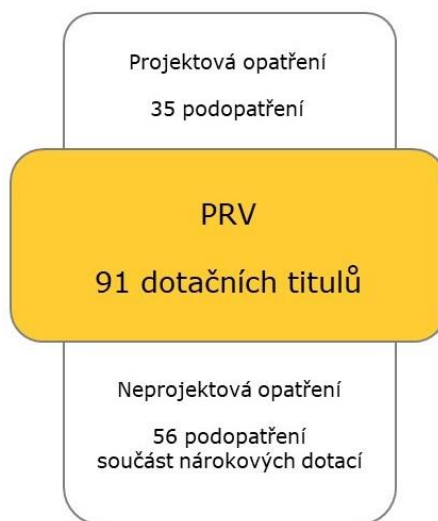 Projektová opatření
35 podopatření
PRV
91 dotačních titulů
Neprojektová opatření
56 podopatření
součást nárokových dotací